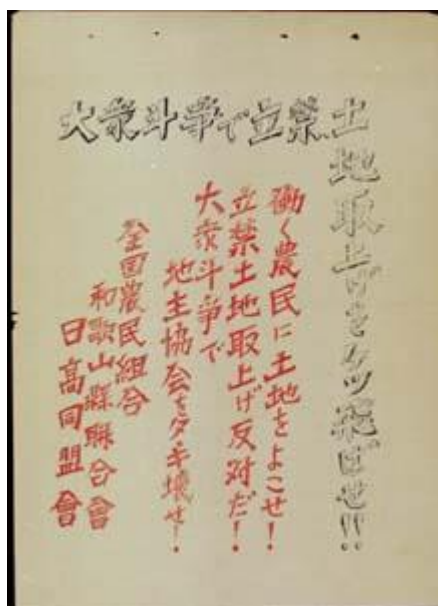 大衆斗争で立禁土
地取上げをケツ飛ばせ!!
働く農民に土地をよこせ!
立禁土地取上げ反対だ!
大衆斗争で
地主協会をタキ壊せ!
全国農民組合
和歌山縣聯合會
日高同盟會